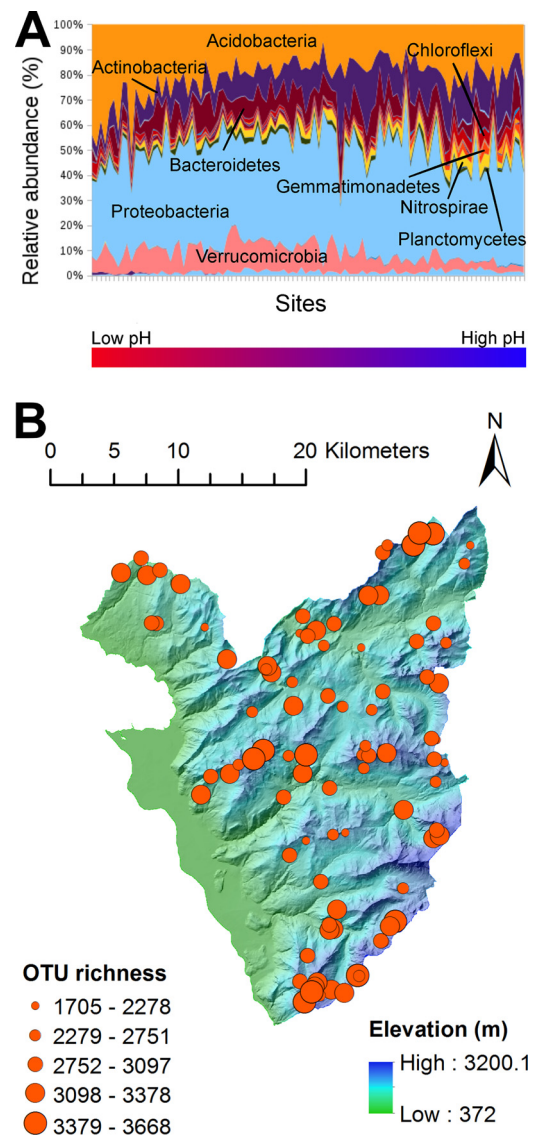 A
Relative abundance (%)
100%
90%
80%
70%
60%
50%
40%
30%
20%
10%
0%
Acidobacteria
Chloroflexi
Actinobacteria
Bacteroidetes
Gemmatimonadetes
Nitrospirae
Proteobacteria
Planctomycetes
Verrucomicrobia
Sites
Low pH High pH
B
N
0 5 10 20 Kilometers
OTU richness
1705 - 2278
2279 - 2751
2752 - 3097
3098 - 3378
3379 - 3668
Elevation (m)
High : 3200.1
Low : 372